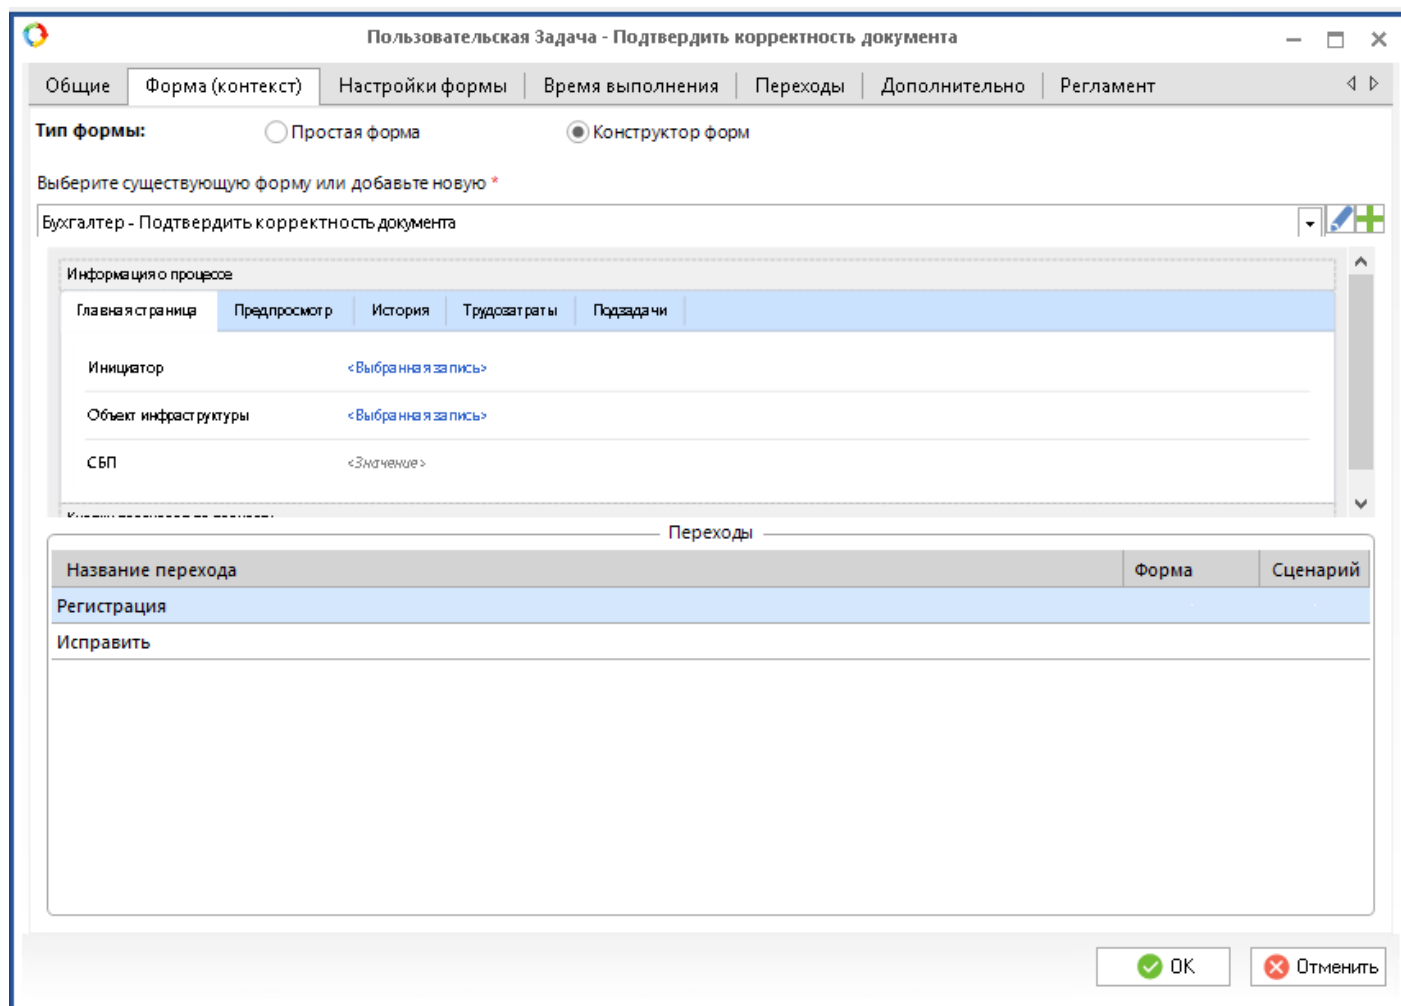 Пользовательская Задача - Подтвердить корректность документа
Общие Форма (контекст) Настройки формы Время выполнения Переходы Дополнительно Регламент
Тип формы: Простая форма Конструктор форм
Выберите существующую форму или добавьте новую *
Бухгалтер - Подтвердить корректность документа
Информация о процессе
Главная страница Предпросмотр История Трудозатраты Подзадачи
Инициатор <Выбранная запись>
Объект инфраструктуры <Выбранная запись>
СБП <Значение>
Переходы
Название перехода Форма Сценарий
Регистрация
Исправить
ОК Отменить